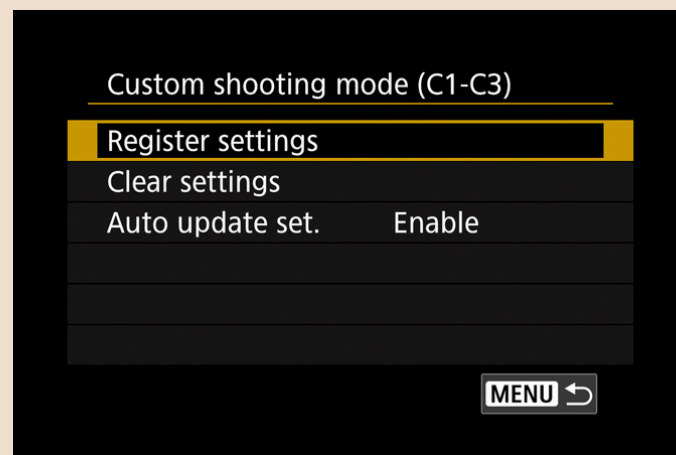 Custom shooting mode (C1-C3)
Register settings
Clear settings
Auto update set. Enable
MENU